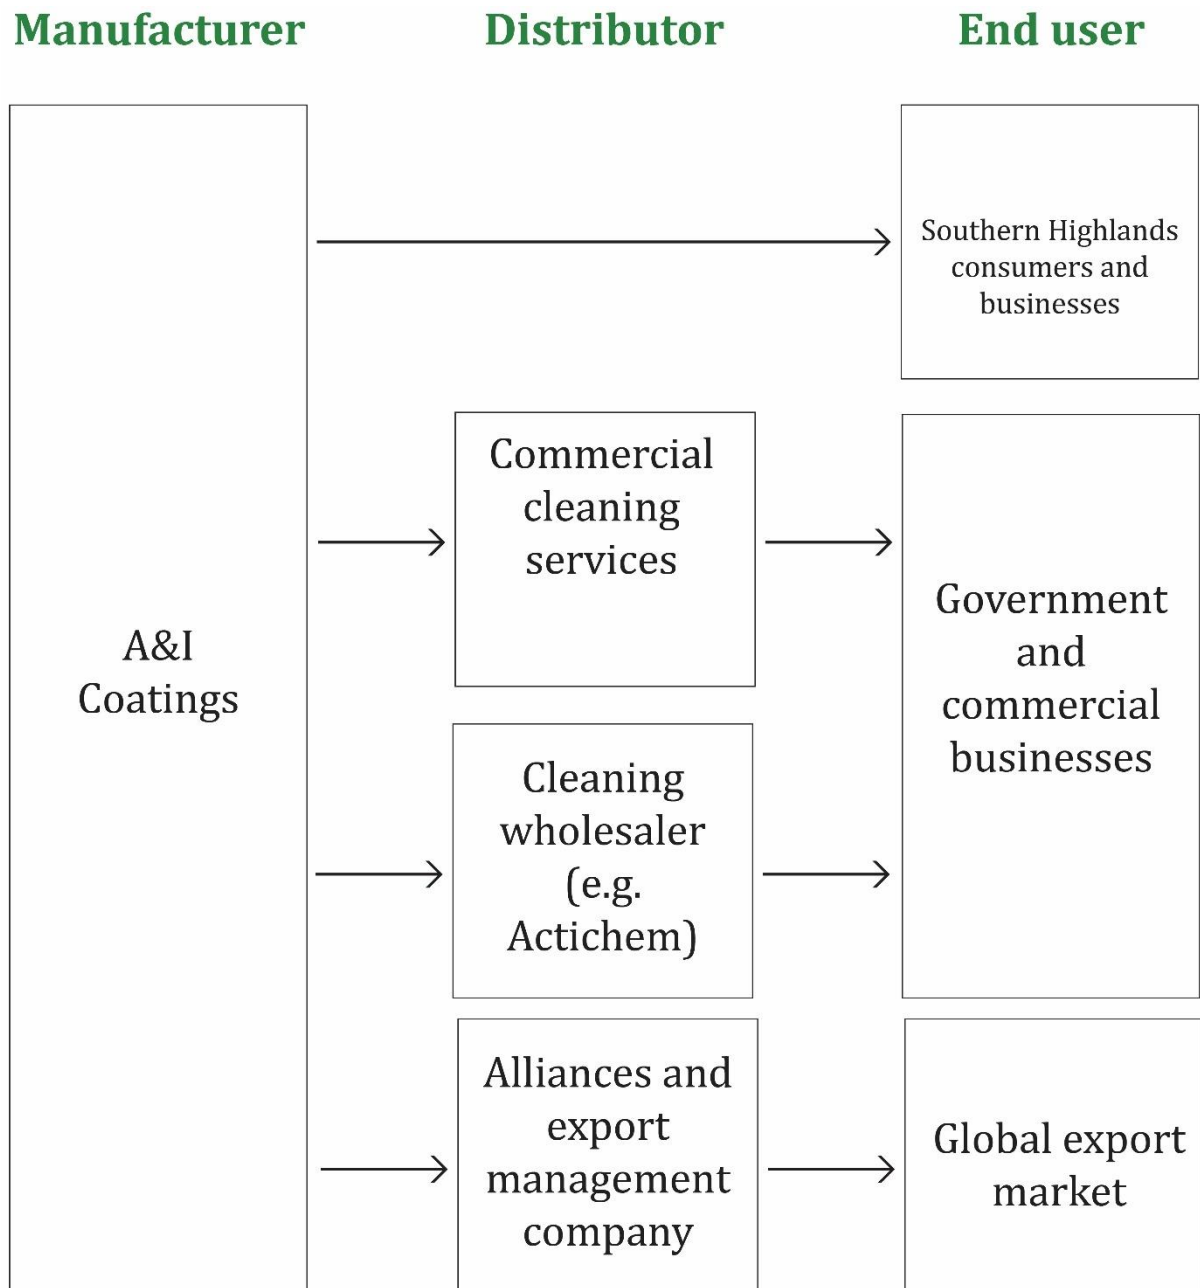 Manufacturer
Distributor
End user
Southern Highlands
consumers and
businesses
Commercial
cleaning
services
Government
and
commercial
businesses
A&I
Coatings
Cleaning
wholesaler
(e.g.
Actichem)
Alliances and
export
management
company
Global export
market